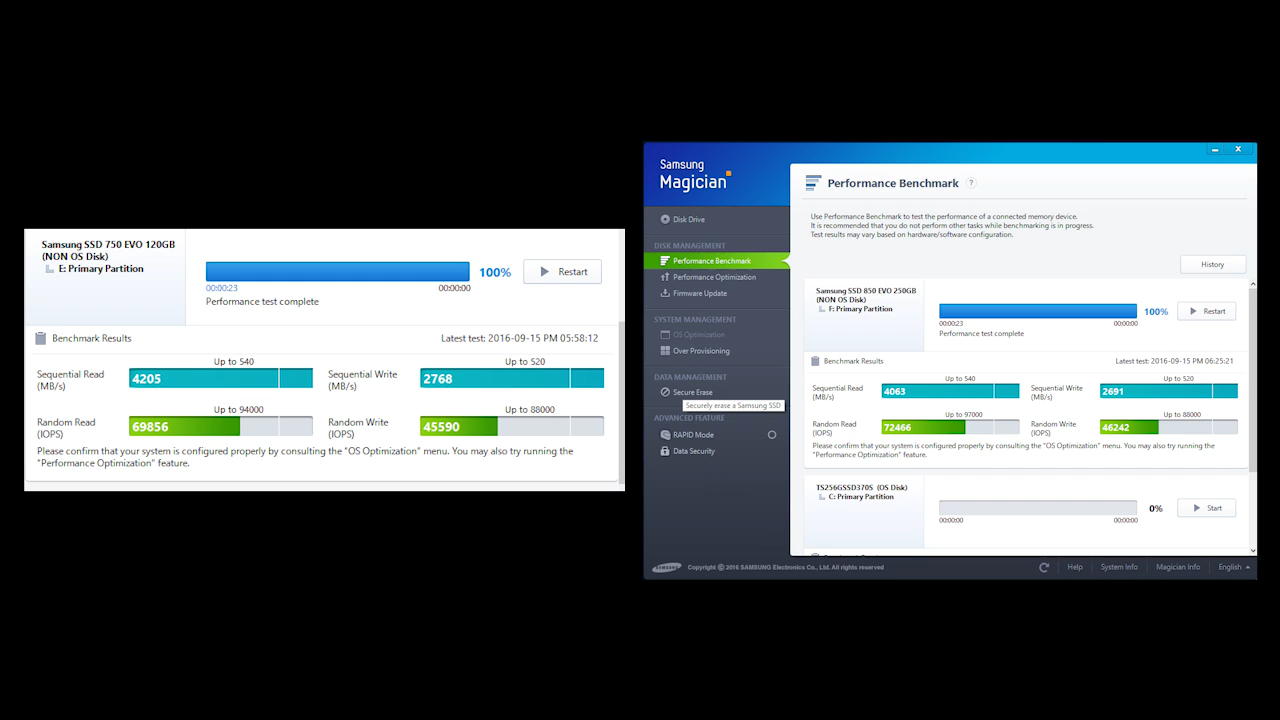 Samsung SSD 750 EVO 120GB
(NON OS Disk)
E: Primary Partition
100%
Restart
00:00:23
00:00:00
Performance test complete
Benchmark Results
Latest test: 2016-09-15 PM 05:58:12
Up to 540
Up to 520
Sequential Read
(MB/s)
4205
Sequential Write
(MB/s)
2768
Up to 94000
Up to 88000
Random Read
(IOPS)
69856
Random Write
(IOPS)
45590
Please confirm that your system is configured properly by consulting the "OS Optimization" menu. You may also try running the
"Performance Optimization" feature.
Samsung
Magician
Disk Drive
DISK MANAGEMENT
Performance Benchmark
Performance Optimization
Firmware Update
SYSTEM MANAGEMENT
OS Optimization
Over Provisioning
DATA MANAGEMENT
Secure Erase
Securely erase a Samsung SSD
ADVANCED FEATURE
RAPID Mode
Data Security
Performance Benchmark ?
Use Performance Benchmark to test the performance of a connected memory device.
It is recommended that you do not perform other tasks while benchmarking is in progress.
Test results may vary based on hardware/software configuration.
History
Samsung SSD 850 EVO 250GB
(NON OS Disk)
F: Primary Partition
100%
Restart
00:00:23
00:00:00
Performance test complete
Benchmark Results
Latest test: 2016-09-15 PM 06:25:21
Up to 540
Up to 520
Sequential Read
(MB/s)
4063
Sequential Write
(MB/s)
2691
Up to 97000
Up to 88000
Random Read
(IOPS)
72466
Random Write
(IOPS)
46242
Please confirm that your system is configured properly by consulting the "OS Optimization" menu. You may also try running the
"Performance Optimization" feature.
TS256GSSD370S (OS Disk)
C: Primary Partition
0%
Start
00:00:00
00:00:00
SAMSUNG
Copyright ⓒ 2016 SAMSUNG Electronics Co., Ltd. All rights reserved
Help
System Info
Magician Info
English